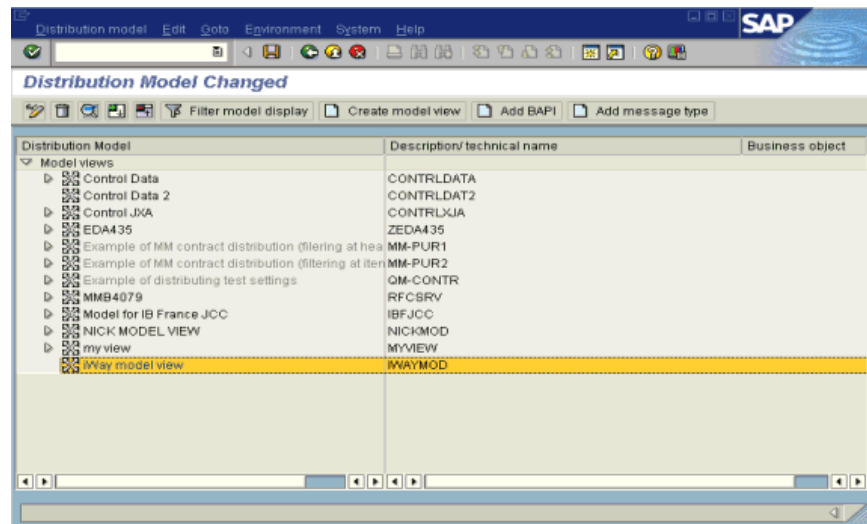 Distribution model Edit Goto Environment System Help
SAP
Distribution Model Changed
Filter model display Create model view Add BAPI Add message type
Distribution Model Description/technical name Business object
Model views
Control Data CONTRLDATA
Control Data 2 CONTRLDAT2
Control JXA CONTRLXJA
EDA435 ZEDA435
Example of MM contract distribution (filering at hea MM-PUR1
Example of MM contract distribution (filtering at iten MM-PUR2
Example of distributing test settings QM-CONTR
MMB4079 RFCSRV
Model for IB France JCC IBFJCC
NICK MODEL VIEW NICKMOD
my view MYVIEW
iWay model view IWAYMOD